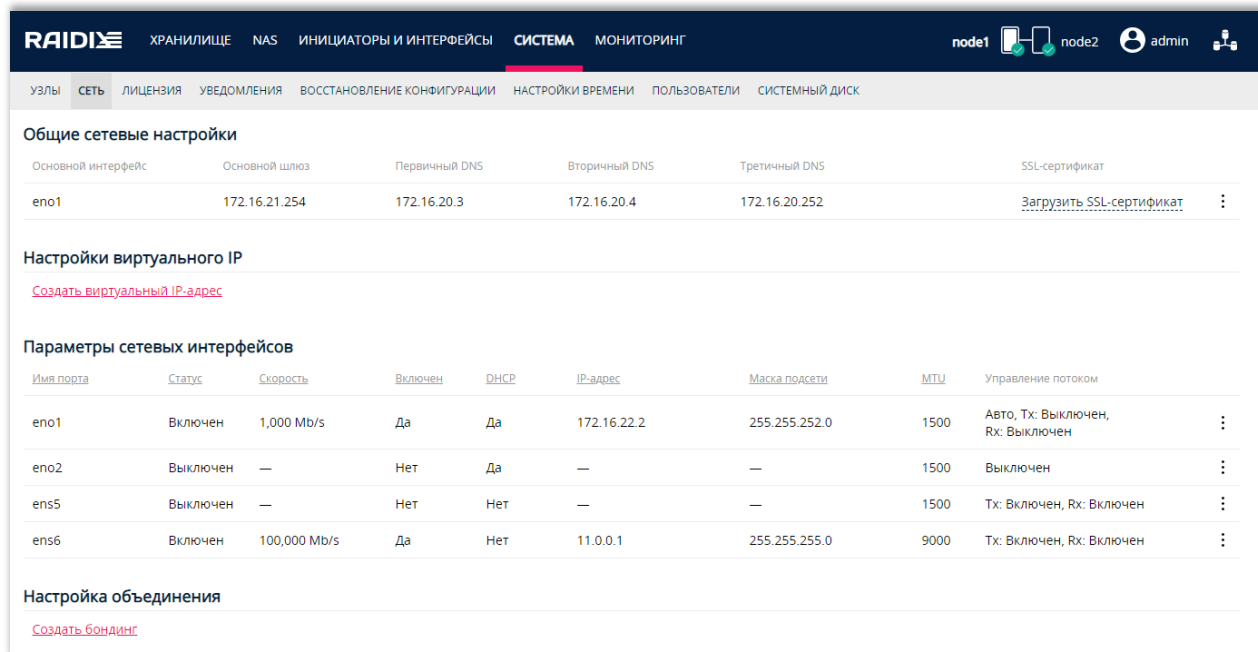 RAIDIX ХРАНИЛИЩЕ NAS ИНИЦИАТОРЫ И ИНТЕРФЕЙСЫ СИСТЕМА МОНИТОРИНГ node1 node2 admin
УЗЛЫ СЕТЬ ЛИЦЕНЗИЯ УВЕДОМЛЕНИЯ ВОССТАНОВЛЕНИЕ КОНФИГУРАЦИИ НАСТРОЙКИ ВРЕМЕНИ ПОЛЬЗОВАТЕЛИ СИСТЕМНЫЙ ДИСК
Общие сетевые настройки
Основной интерфейс Основной шлюз Первичный DNS Вторичный DNS Третичный DNS SSL-сертификат
eno1 172.16.21.254 172.16.20.3 172.16.20.4 172.16.20.252 Загрузить SSL-сертификат
Настройки виртуального IP
Создать виртуальный IP-адрес
Параметры сетевых интерфейсов
Имя порта Статус Скорость Включен DHCP IP-адрес Маска подсети MTU Управление потоком
eno1 Включен 1,000 Mb/s Да Да 172.16.22.2 255.255.252.0 1500 Авто, Tx: Выключен,
Rx: Выключен
eno2 Выключен — Нет Да — — 1500 Выключен
ens5 Выключен — Нет Нет — — 1500 Tx: Включен, Rx: Включен
ens6 Включен 100,000 Mb/s Да Нет 11.0.0.1 255.255.255.0 9000 Tx: Включен, Rx: Включен
Настройка объединения
Создать бондинг